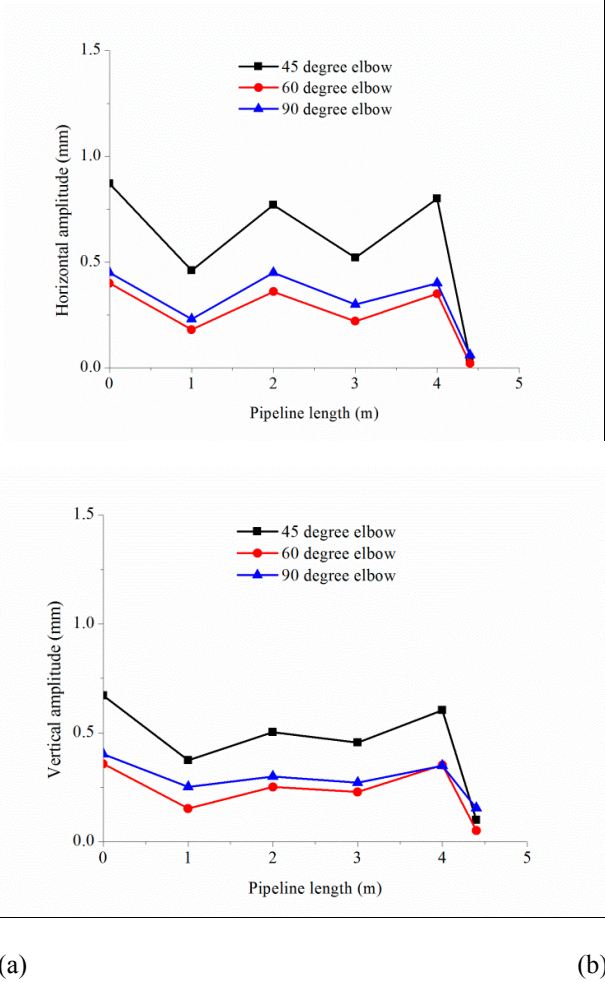 1.5
45 degree elbow
60 degree elbow
90 degree elbow
1.0
Horizontal amplitude (mm)
0.5
0.0
0 1 2 3 4 5
Pipeline length (m)
1.5
45 degree elbow
60 degree elbow
90 degree elbow
1.0
Vertical amplitude (mm)
0.5
0.0
0 1 2 3 4 5
Pipeline length (m)
(a) (b)